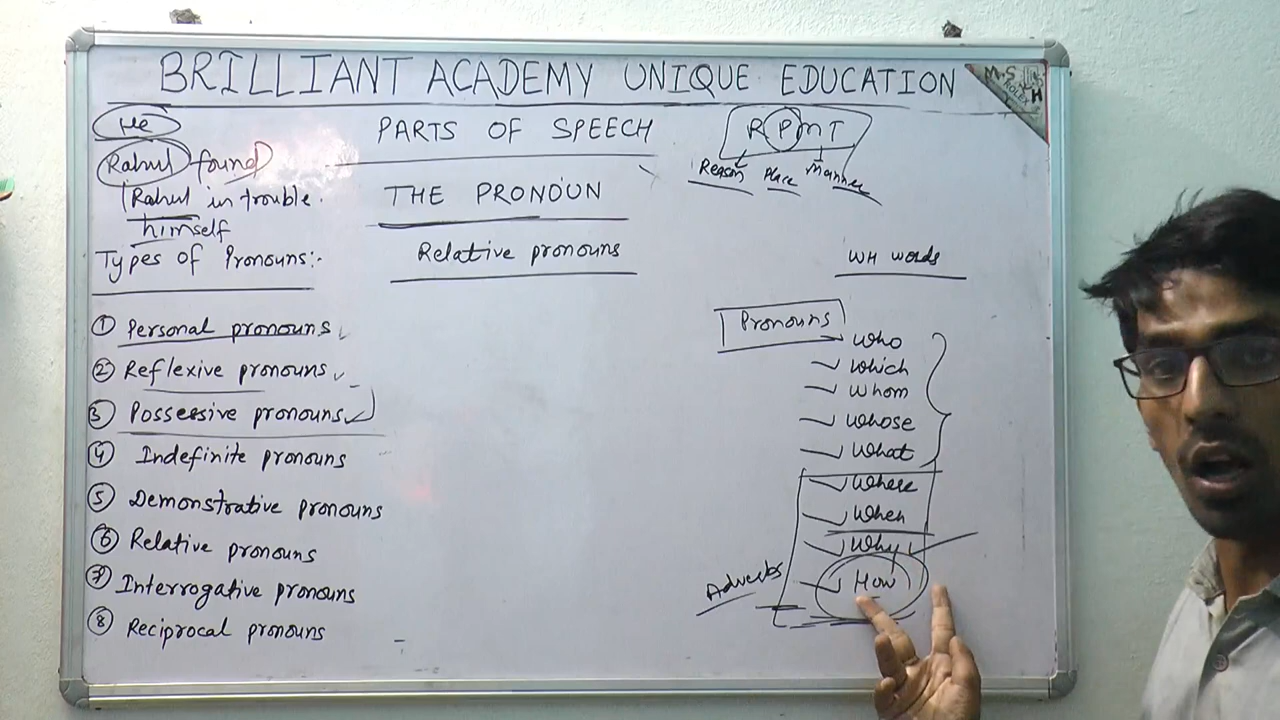 BRILLIANT ACADEMY UNIQUE EDUCATION
M.S
ROLEX
He
PARTS OF SPEECH
RPMT
Rahul found
Reason Place manner
Rahul in trouble.
THE PRONOUN
himself
Types of Pronouns:-
Relative pronouns
WH words
① Personal pronouns
② Reflexive pronouns
③ Possessive pronouns
④ Indefinite pronouns
⑤ Demonstrative pronouns
⑥ Relative pronouns
⑦ Interrogative pronouns
⑧ Reciprocal pronouns
Pronouns
Who
Which
Whom
Whose
What
Where
When
Why
How
Adverbs